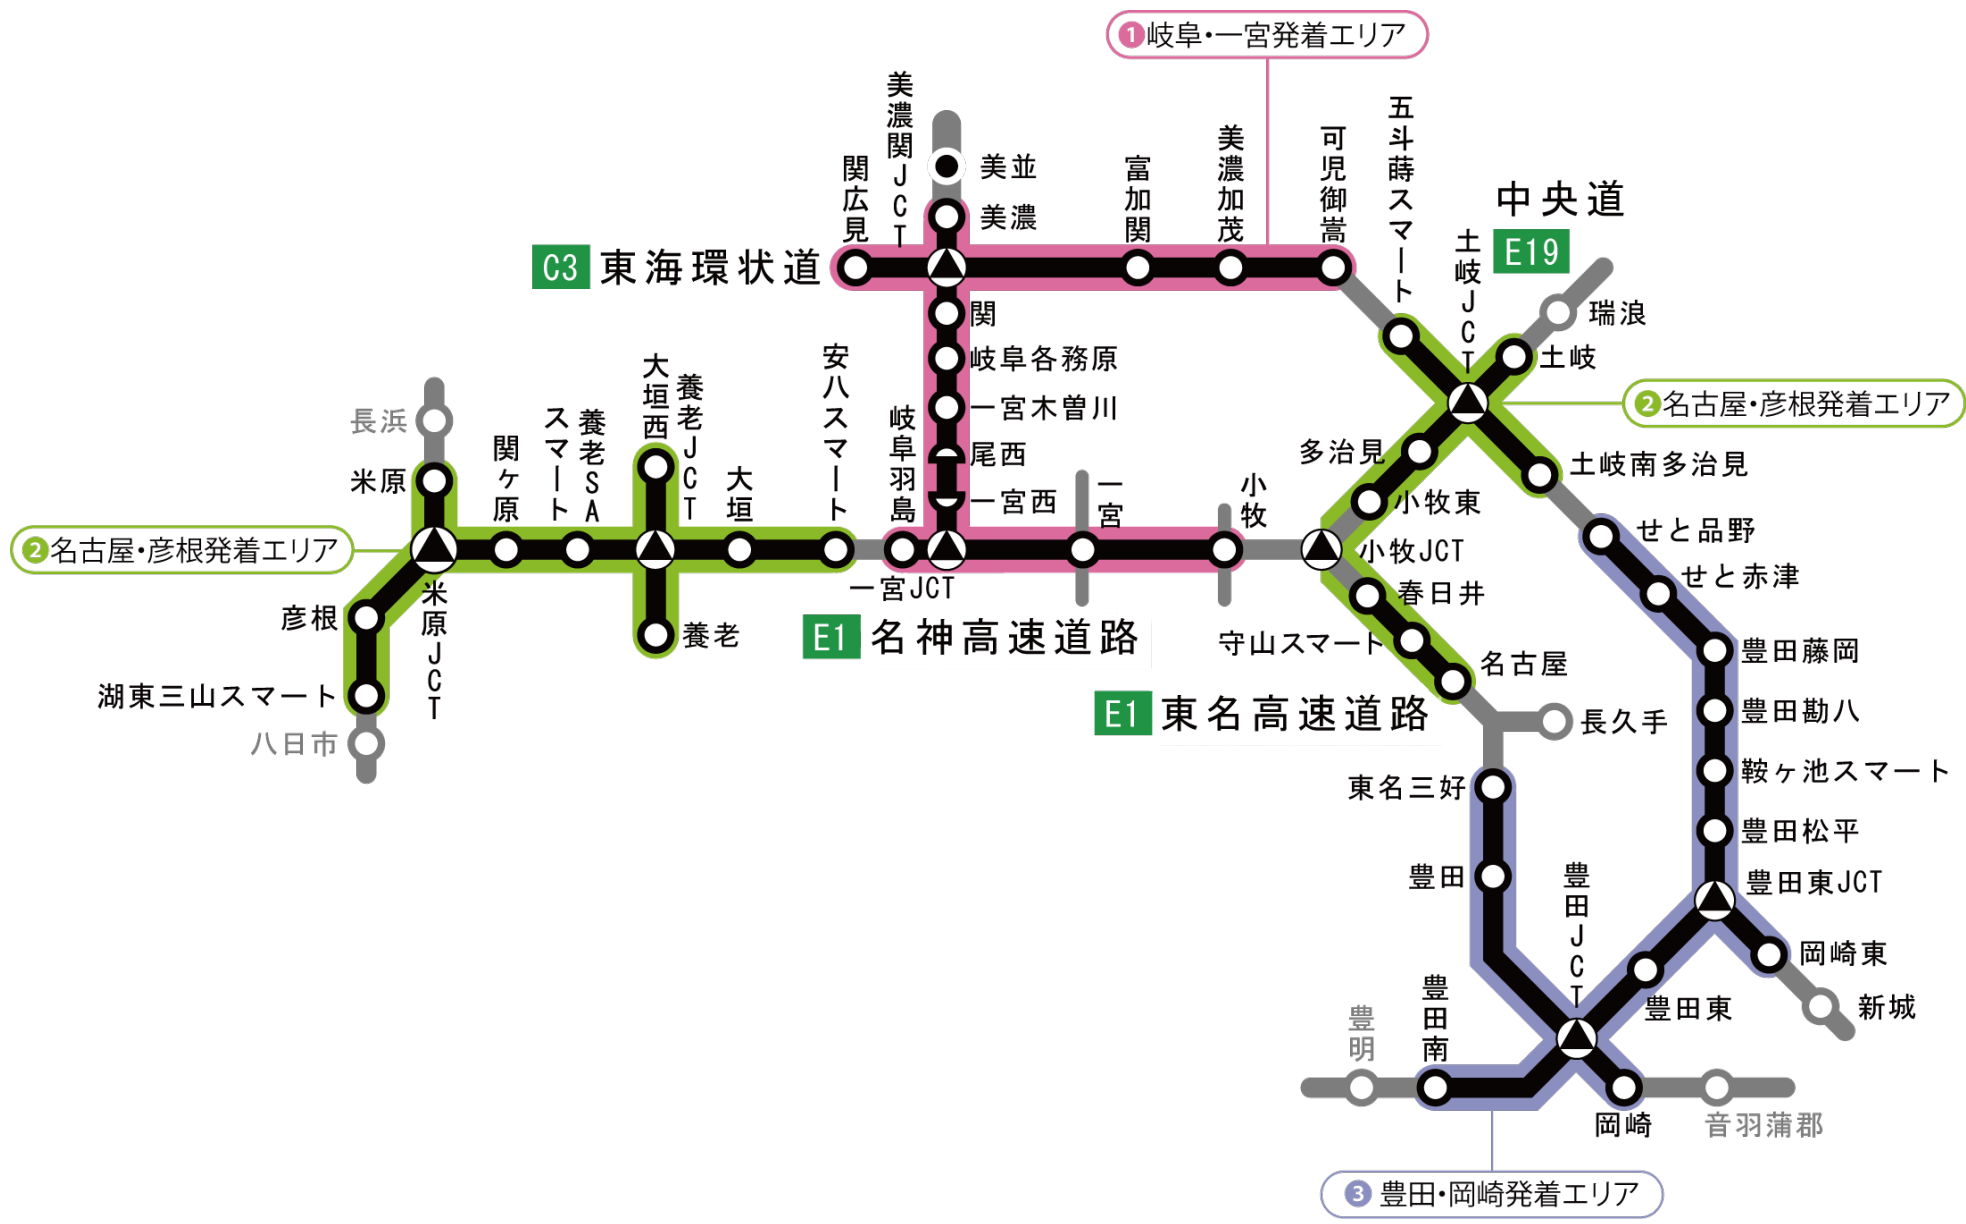 ❶岐阜・一宮発着エリア
美濃関JCT
関広見
美並
美濃
富加関
美濃加茂
可児御嵩
五斗蒔スマート
中央道
E19
土岐JCT
瑞浪
土岐
C3 東海環状道
関
岐阜各務原
一宮木曽川
尾西
一宮西
❷名古屋・彦根発着エリア
多治見
小牧東
土岐南多治見
せと品野
せと赤津
長浜
米原
関ヶ原
養老SA
スマート
大垣西
養老JCT
大垣
安八スマート
岐阜羽島
一宮
小牧
❷名古屋・彦根発着エリア
米原JCT
彦根
湖東三山スマート
八日市
養老
一宮JCT
E1 名神高速道路
小牧JCT
春日井
守山スマート
名古屋
E1 東名高速道路
長久手
豊田藤岡
豊田勘八
鞍ヶ池スマート
豊田松平
豊田東JCT
東名三好
豊田
豊田JCT
岡崎東
新城
豊田東
豊明
豊田南
岡崎
音羽蒲郡
❸豊田・岡崎発着エリア